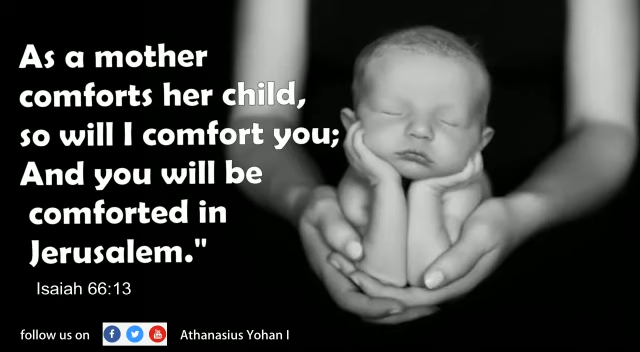 As a mother
comforts her child,
so will I comfort you;
And you will be
comforted in
Jerusalem."
Isaiah 66:13
follow us on Athanasius Yohan I